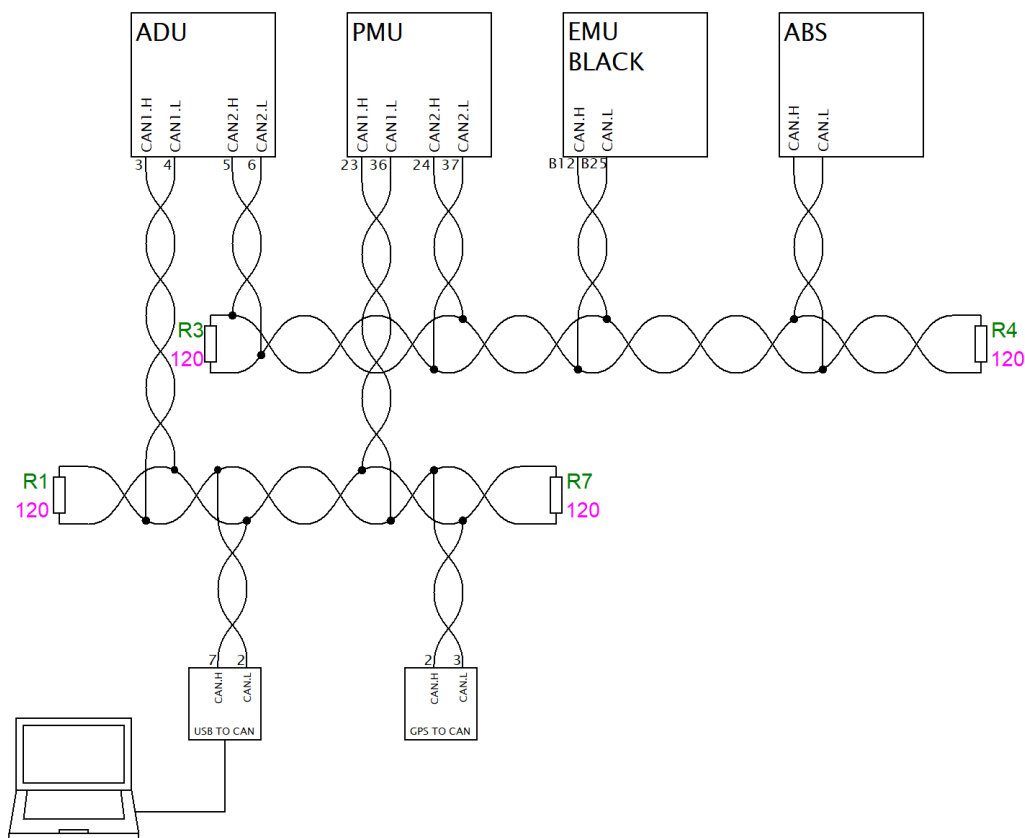 ADU
PMU
EMU
BLACK
ABS
CAN1.H
CAN1.L
CAN2.H
CAN2.L
CAN1.H
CAN1.L
CAN2.H
CAN2.L
CAN.H
CAN.L
CAN.H
CAN.L
3 4 5 6 23 36 24 37 B12 B25
R3
120
R4
120
R1
120
R7
120
7 2 2 3
CAN.H
CAN.L
CAN.H
CAN.L
USB TO CAN
GPS TO CAN